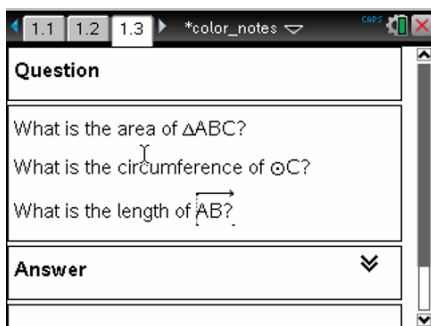 1.1 1.2 1.3 *color_notes CAPS
Question
What is the area of ΔABC?
What is the circumference of ⊙C?
What is the length of AB?
Answer